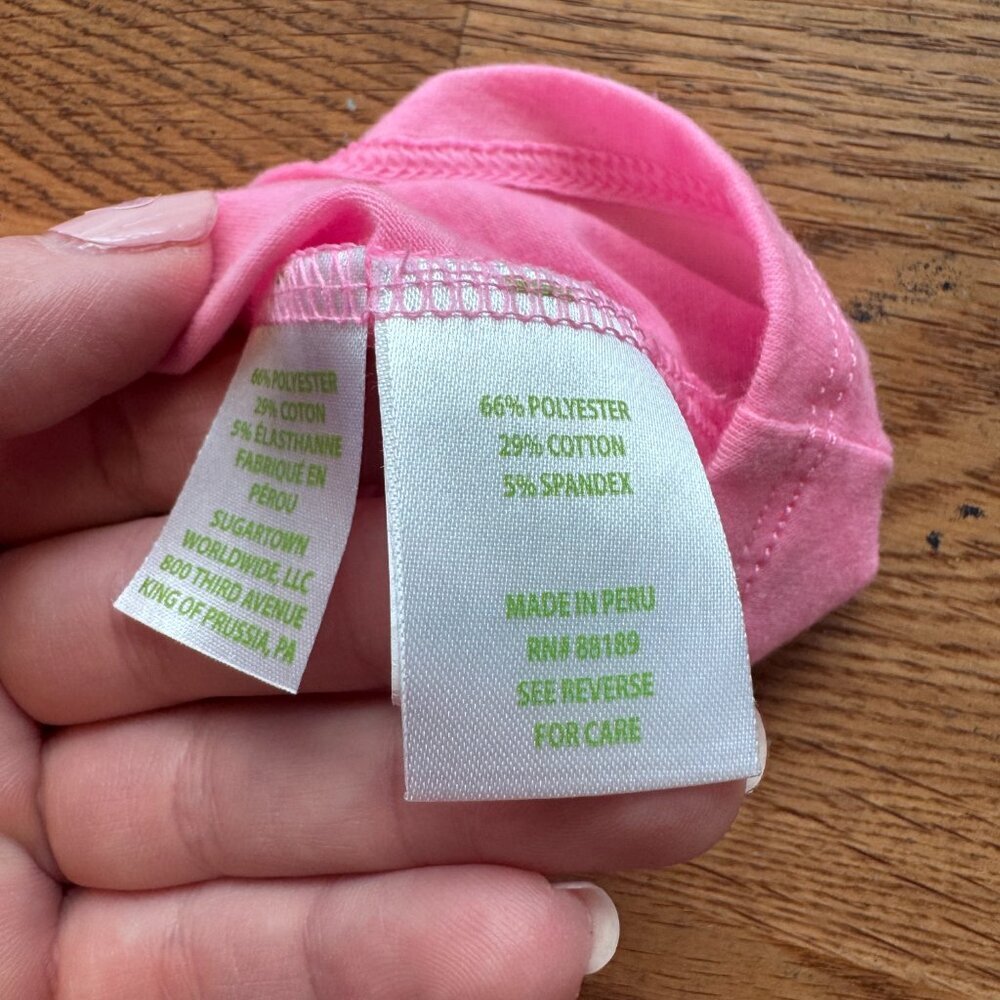 66% POLYESTER
29% COTON
5% ÉLASTHANNE
FABRIQUÉ EN
PÉROU
SUGARTOWN
WORLDWIDE, LLC
800 THIRD AVENUE
KING OF PRUSSIA, PA
66% POLYESTER
29% COTTON
5% SPANDEX
MADE IN PERU
RN# 88189
SEE REVERSE
FOR CARE